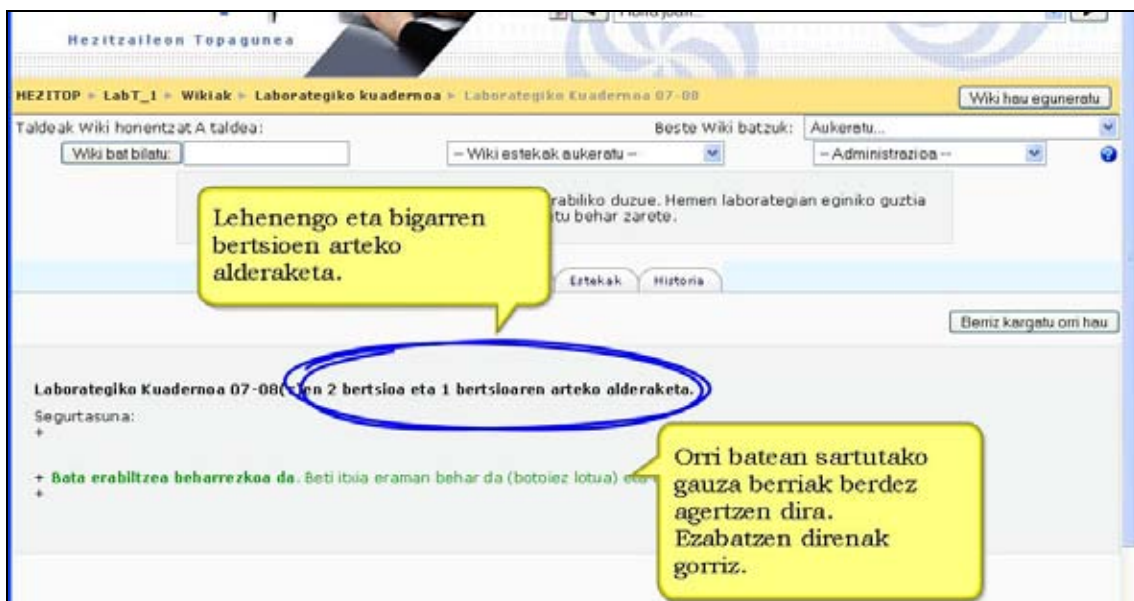 Hezitzaileon Topagunea
HEZITOP ► LabT_1 ► Wikiak ► Laborategiko kuadernoa ► Laborategiko Kuadernoa 07-08
Wiki hau eguneratu
Taldeak Wiki honentzat A taldea:
Beste Wiki batzuk:
Aukeratu...
Wiki bat bilatu:
-- Wiki estekak aukeratu --
-- Administrazioa --
rabiliko duzue. Hemen laborategian eginiko guztia
tu behar zarete.
Lehenengo eta bigarren
bertsioen arteko
alderaketa.
Estekak
Historia
Berriz kargatu orri hau
Laborategiko Kuadernoa 07-08(r)en 2 bertsioa eta 1 bertsioaren arteko alderaketa.
Segurtasuna:
+
+ Bata erabiltzea beharrezkoa da. Beti itxia eraman behar da (botoiez lotua) eta
+
Orri batean sartutako
gauza berriak berdez
agertzen dira.
Ezabatzen direnak
gorriz.